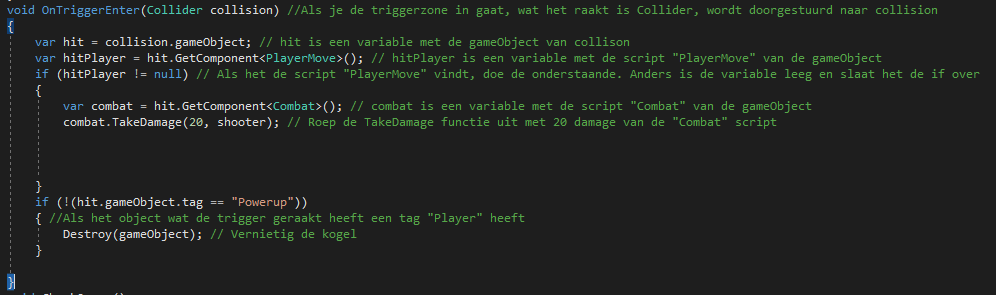 void OnTriggerEnter(Collider collision) //Als je de triggerzone in gaat, wat het raakt is Collider, wordt doorgestuurd naar collision
{
var hit = collision.gameObject; // hit is een variable met de gameObject van collison
var hitPlayer = hit.GetComponent<PlayerMove>(); // hitPlayer is een variable met de script "PlayerMove" van de gameObject
if (hitPlayer != null) // Als het de script "PlayerMove" vindt, doe de onderstaande. Anders is de variable leeg en slaat het de if over
{
var combat = hit.GetComponent<Combat>(); // combat is een variable met de script "Combat" van de gameObject
combat.TakeDamage(20, shooter); // Roep de TakeDamage functie uit met 20 damage van de "Combat" script
}
if (!(hit.gameObject.tag == "Powerup"))
{ //Als het object wat de trigger geraakt heeft een tag "Player" heeft
Destroy(gameObject); // Vernietig de kogel
}
}